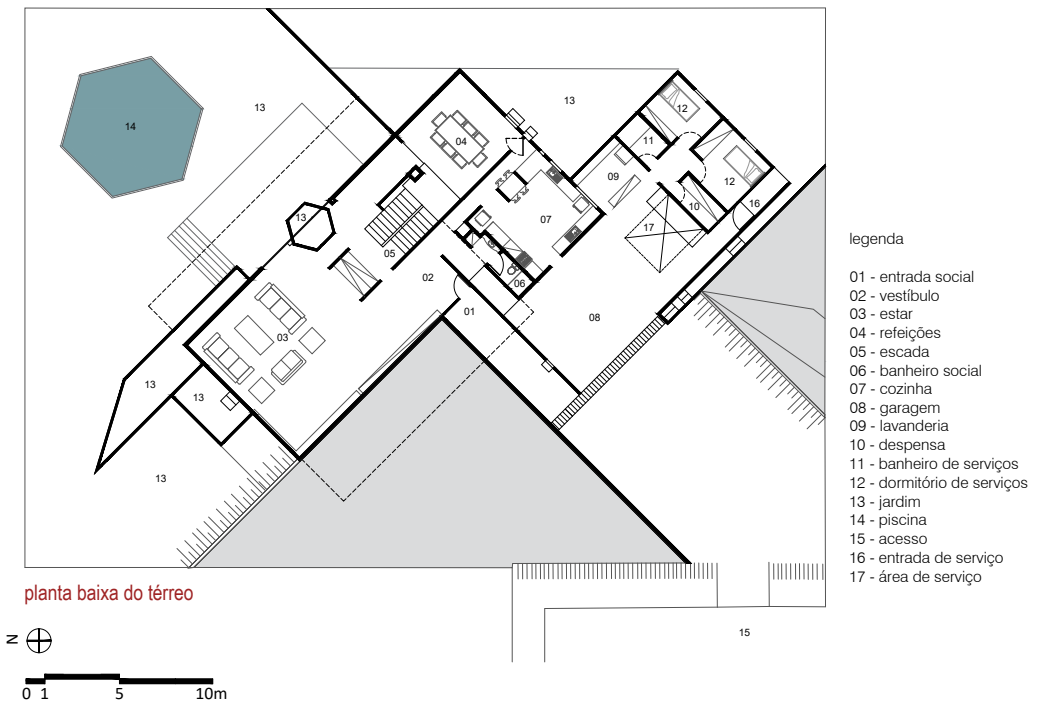 14
13
13
12
04
11
12
09
10
16
13
07
17
05
02
06
01
08
03
13
13
13
15
legenda
01 - entrada social
02 - vestíbulo
03 - estar
04 - refeições
05 - escada
06 - banheiro social
07 - cozinha
08 - garagem
09 - lavanderia
10 - despensa
11 - banheiro de serviços
12 - dormitório de serviços
13 - jardim
14 - piscina
15 - acesso
16 - entrada de serviço
17 - área de serviço
planta baixa do térreo
N
0 1 5 10m